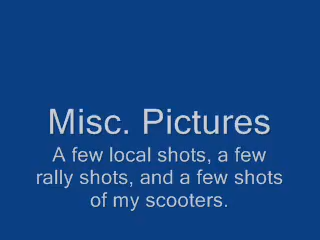 Misc. Pictures
A few local shots, a few
rally shots, and a few shots
of my scooters.